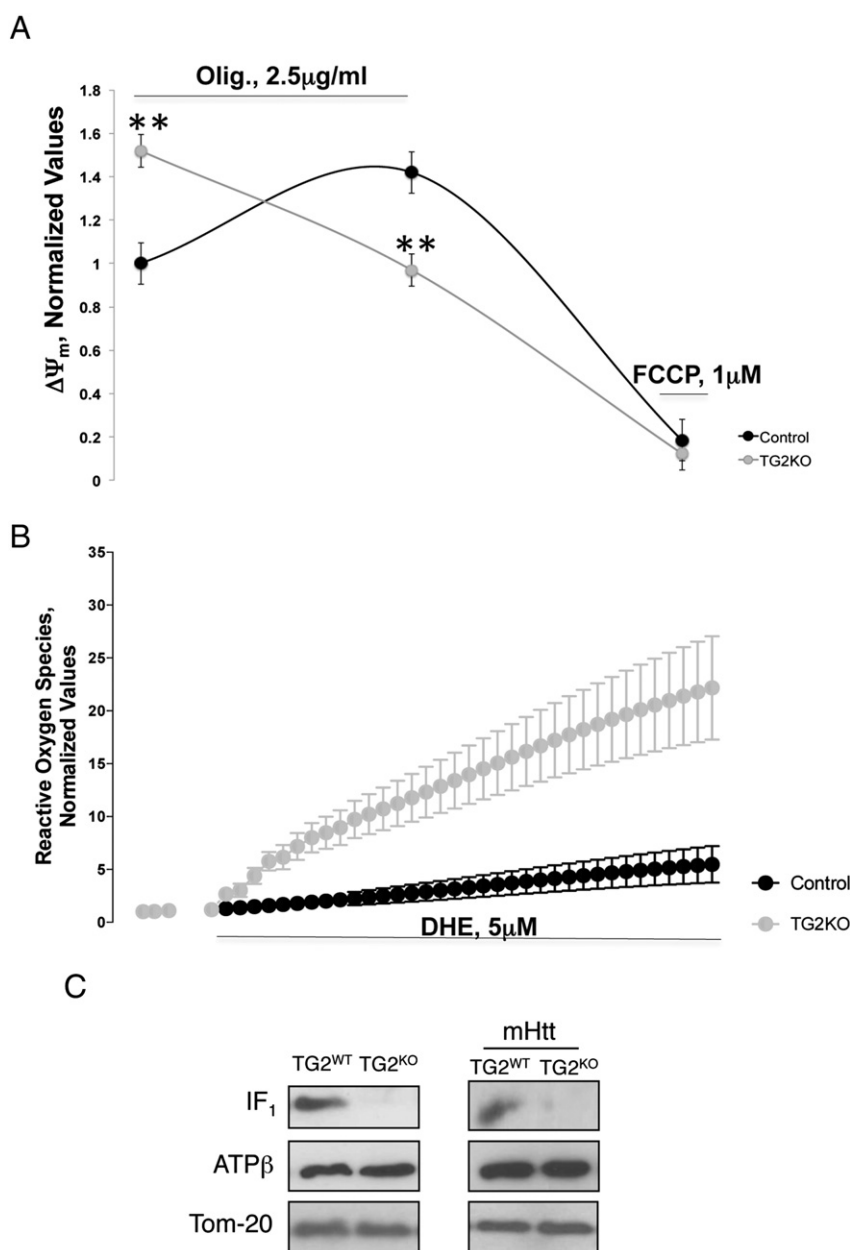 A
Olig., 2.5μg/ml
ΔΨm, Normalized Values
1.8
1.6
1.4
1.2
1
0.8
0.6
0.4
0.2
0
**
**
FCCP, 1μM
Control
TG2KO
B
Reactive Oxygen Species,
Normalized Values
35
30
25
20
15
10
5
0
DHE, 5μM
Control
TG2KO
C
mHtt
TG2WT TG2KO TG2WT TG2KO
IF1
ATPβ
Tom-20